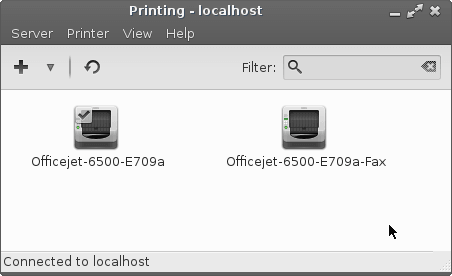 Printing - localhost
Server Printer View Help
Filter:
Officejet-6500-E709a Officejet-6500-E709a-Fax
Connected to localhost